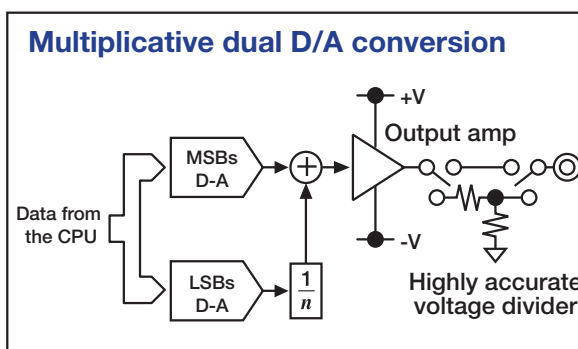 Multiplicative dual D/A conversion
+V
Output amp
MSBs
D-A
+
Data from
the CPU
-V
LSBs
D-A
1
n
Highly accurate
voltage divider